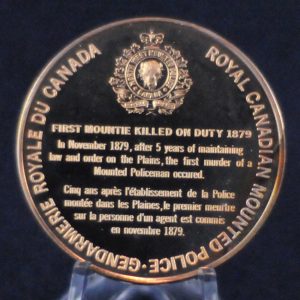 ROYAL CANADIAN MOUNTED POLICE-GENDARMERIE ROYALE DU CANADA
FIRST MOUNTIE KILLED ON DUTY 1879
In November 1879, after 5 years of maintaining
law and order on the Plains, the first murder of a
Mounted Policeman occured.
Cinq ans après l'établissement de la Police
montée dans les Plaines, le premier meurtre
sur la personne d'un agent est commis
en novembre 1879.